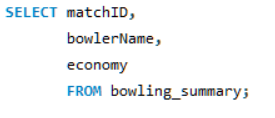 SELECT matchID,
bowlerName,
economy
FROM bowling_summary;